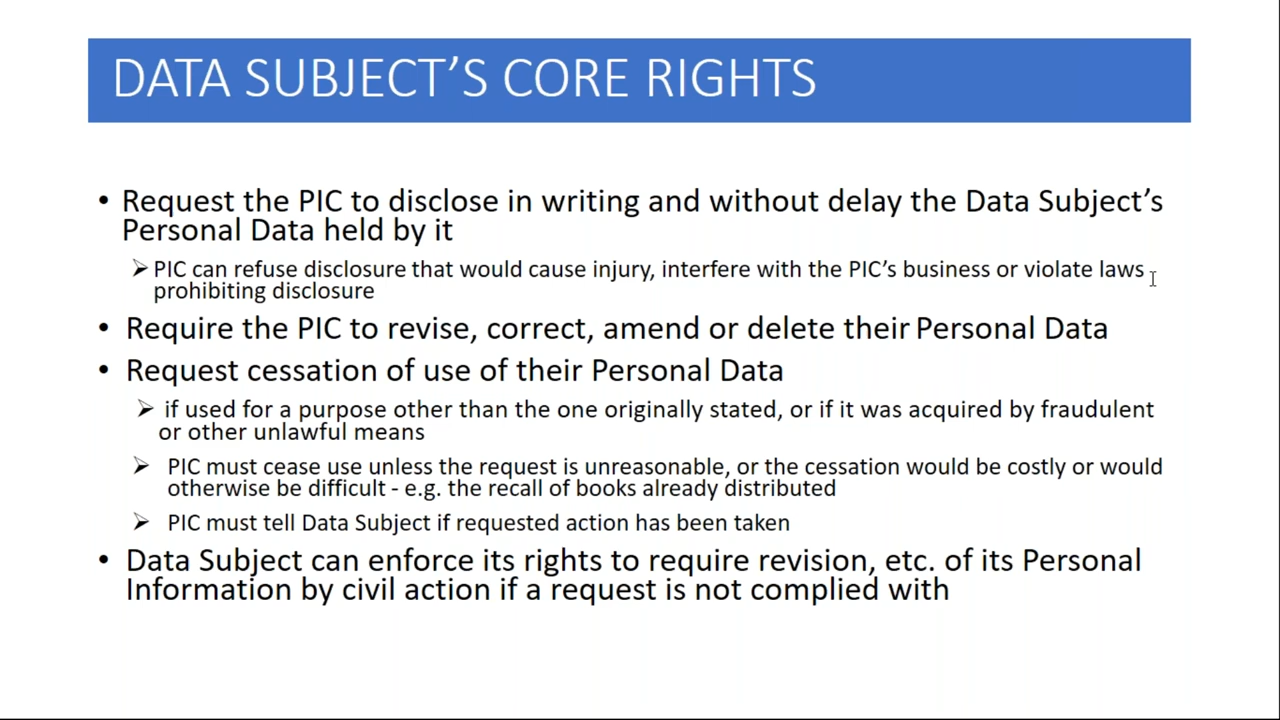 DATA SUBJECT’S CORE RIGHTS
• Request the PIC to disclose in writing and without delay the Data Subject’s
Personal Data held by it
➢ PIC can refuse disclosure that would cause injury, interfere with the PIC’s business or violate laws
prohibiting disclosure
• Require the PIC to revise, correct, amend or delete their Personal Data
• Request cessation of use of their Personal Data
➢ if used for a purpose other than the one originally stated, or if it was acquired by fraudulent
or other unlawful means
➢ PIC must cease use unless the request is unreasonable, or the cessation would be costly or would
otherwise be difficult - e.g. the recall of books already distributed
➢ PIC must tell Data Subject if requested action has been taken
• Data Subject can enforce its rights to require revision, etc. of its Personal
Information by civil action if a request is not complied with